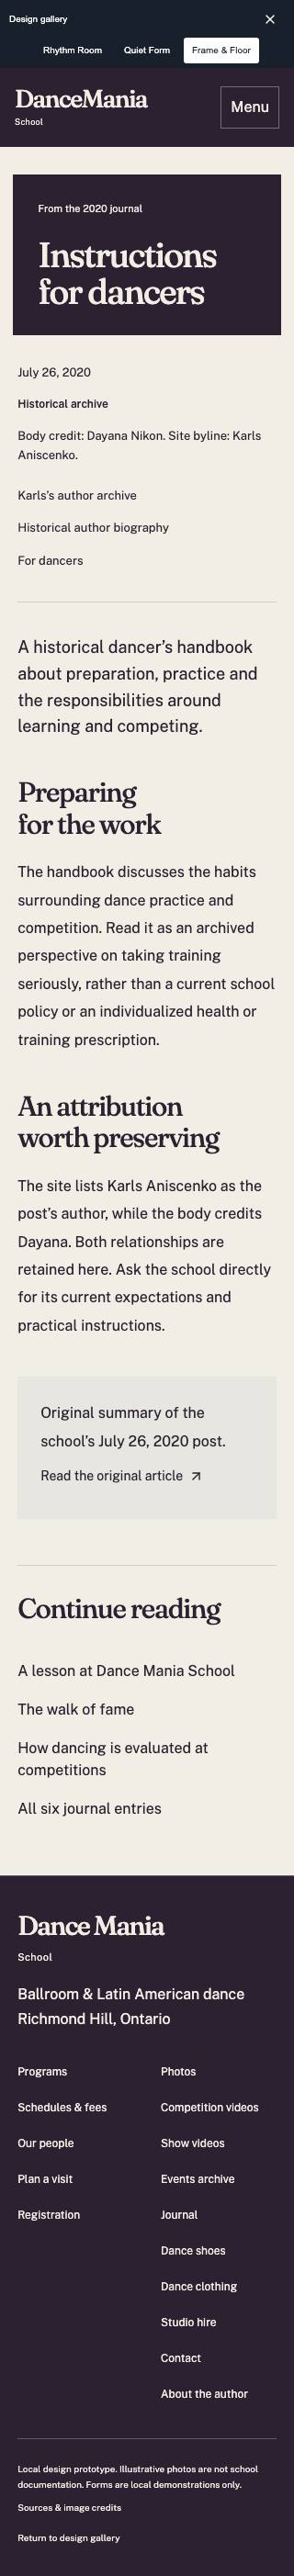 Design gallery
Rhythm Room Quiet Form Frame & Floor
DanceMania
School
Menu
From the 2020 journal
Instructions
for dancers
July 26, 2020
Historical archive
Body credit: Dayana Nikon. Site byline: Karls
Aniscenko.
Karls’s author archive
Historical author biography
For dancers
A historical dancer’s handbook
about preparation, practice and
the responsibilities around
learning and competing.
Preparing
for the work
The handbook discusses the habits
surrounding dance practice and
competition. Read it as an archived
perspective on taking training
seriously, rather than a current school
policy or an individualized health or
training prescription.
An attribution
worth preserving
The site lists Karls Aniscenko as the
post’s author, while the body credits
Dayana. Both relationships are
retained here. Ask the school directly
for its current expectations and
practical instructions.
Original summary of the
school’s July 26, 2020 post.
Read the original article
Continue reading
A lesson at Dance Mania School
The walk of fame
How dancing is evaluated at
competitions
All six journal entries
Dance Mania
School
Ballroom & Latin American dance
Richmond Hill, Ontario
Programs Photos
Schedules & fees Competition videos
Our people Show videos
Plan a visit Events archive
Registration Journal
Dance shoes
Dance clothing
Studio hire
Contact
About the author
Local design prototype. Illustrative photos are not school
documentation. Forms are local demonstrations only.
Sources & image credits
Return to design gallery